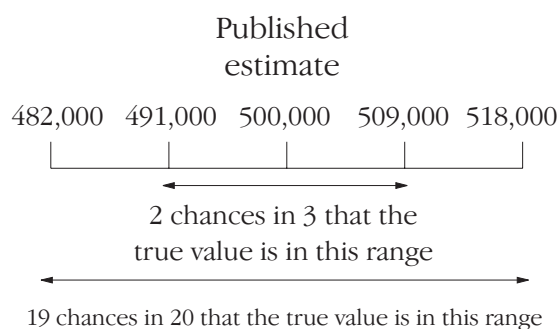 Published
estimate
482,000 491,000 500,000 509,000 518,000
2 chances in 3 that the
true value is in this range
19 chances in 20 that the true value is in this range